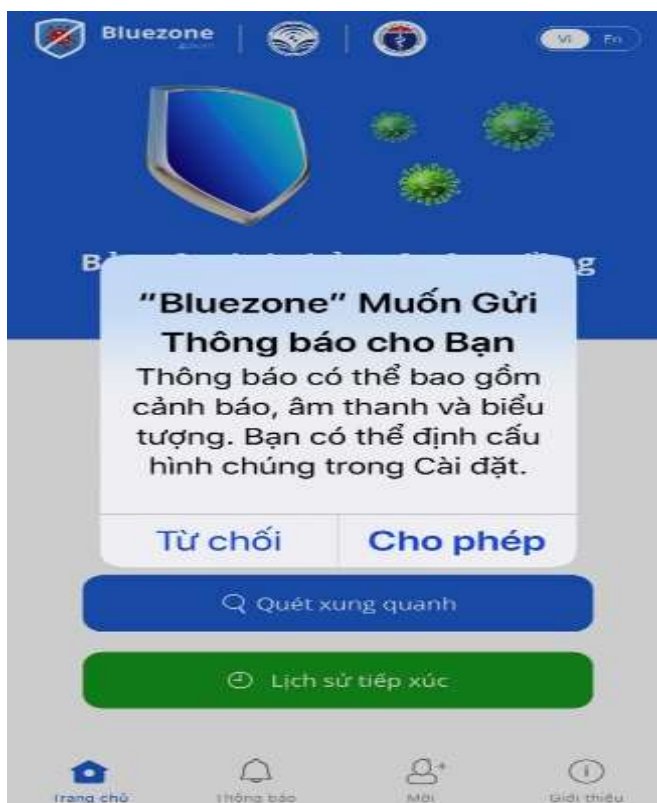 Bluezone
Vi En
"Bluezone" Muốn Gửi
Thông báo cho Bạn
Thông báo có thể bao gồm
cảnh báo, âm thanh và biểu
tượng. Bạn có thể định cấu
hình chúng trong Cài đặt.
Từ chối Cho phép
Quét xung quanh
Lịch sử tiếp xúc
Trang chủ Thông báo Mời Giới thiệu